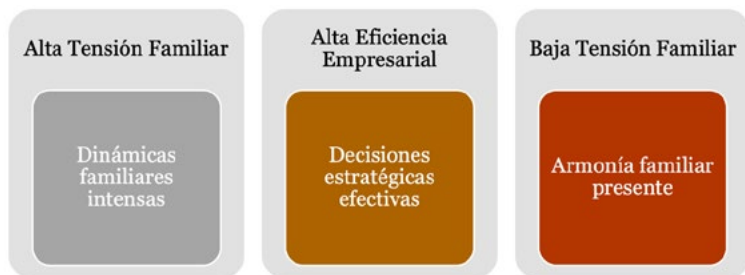 Alta Tensión Familiar
Dinámicas
familiares
intensas
Alta Eficiencia
Empresarial
Decisiones
estratégicas
efectivas
Baja Tensión Familiar
Armonía familiar
presente